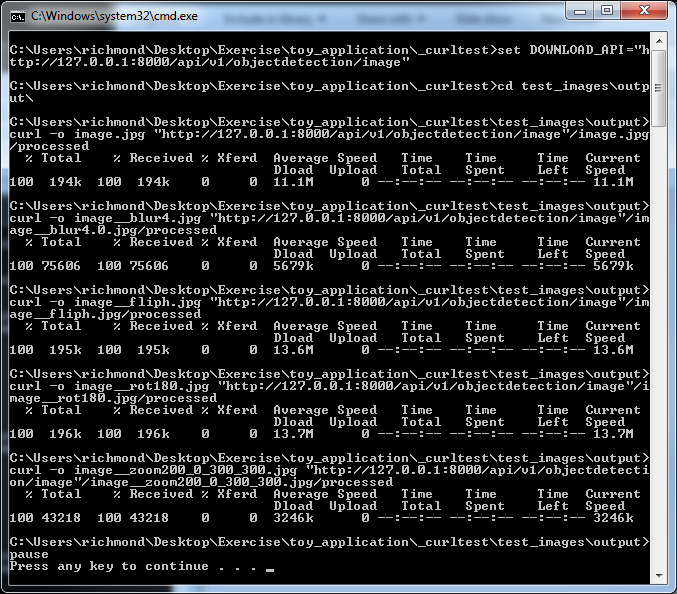 C:\Windows\system32\cmd.exe
C:\Users\richmond\Desktop\Exercise\toy_application\_curltest>set DOWNLOAD_API="h
ttp://127.0.0.1:8000/api/v1/objectdetection/image"
C:\Users\richmond\Desktop\Exercise\toy_application\_curltest>cd test_images\outp
ut\
C:\Users\richmond\Desktop\Exercise\toy_application\_curltest\test_images\output>
curl -o image.jpg "http://127.0.0.1:8000/api/v1/objectdetection/image"/image.jpg
/processed
% Total % Received % Xferd Average Speed Time Time Time Current
Dload Upload Total Spent Left Speed
100 194k 100 194k 0 0 11.1M 0 --:--:-- --:--:-- --:--:-- 11.1M
C:\Users\richmond\Desktop\Exercise\toy_application\_curltest\test_images\output>
curl -o image__blur4.jpg "http://127.0.0.1:8000/api/v1/objectdetection/image"/im
age__blur4.0.jpg/processed
% Total % Received % Xferd Average Speed Time Time Time Current
Dload Upload Total Spent Left Speed
100 75606 100 75606 0 0 5679k 0 --:--:-- --:--:-- --:--:-- 5679k
C:\Users\richmond\Desktop\Exercise\toy_application\_curltest\test_images\output>
curl -o image__fliph.jpg "http://127.0.0.1:8000/api/v1/objectdetection/image"/im
age__fliph.jpg/processed
% Total % Received % Xferd Average Speed Time Time Time Current
Dload Upload Total Spent Left Speed
100 195k 100 195k 0 0 13.6M 0 --:--:-- --:--:-- --:--:-- 13.6M
C:\Users\richmond\Desktop\Exercise\toy_application\_curltest\test_images\output>
curl -o image__rot180.jpg "http://127.0.0.1:8000/api/v1/objectdetection/image"/i
mage__rot180.jpg/processed
% Total % Received % Xferd Average Speed Time Time Time Current
Dload Upload Total Spent Left Speed
100 196k 100 196k 0 0 13.7M 0 --:--:-- --:--:-- --:--:-- 13.7M
C:\Users\richmond\Desktop\Exercise\toy_application\_curltest\test_images\output>
curl -o image__zoom200_0_300_300.jpg "http://127.0.0.1:8000/api/v1/objectdetecti
on/image"/image__zoom200_0_300_300.jpg/processed
% Total % Received % Xferd Average Speed Time Time Time Current
Dload Upload Total Spent Left Speed
100 43218 100 43218 0 0 3246k 0 --:--:-- --:--:-- --:--:-- 3246k
C:\Users\richmond\Desktop\Exercise\toy_application\_curltest\test_images\output>
pause
Press any key to continue . . . _